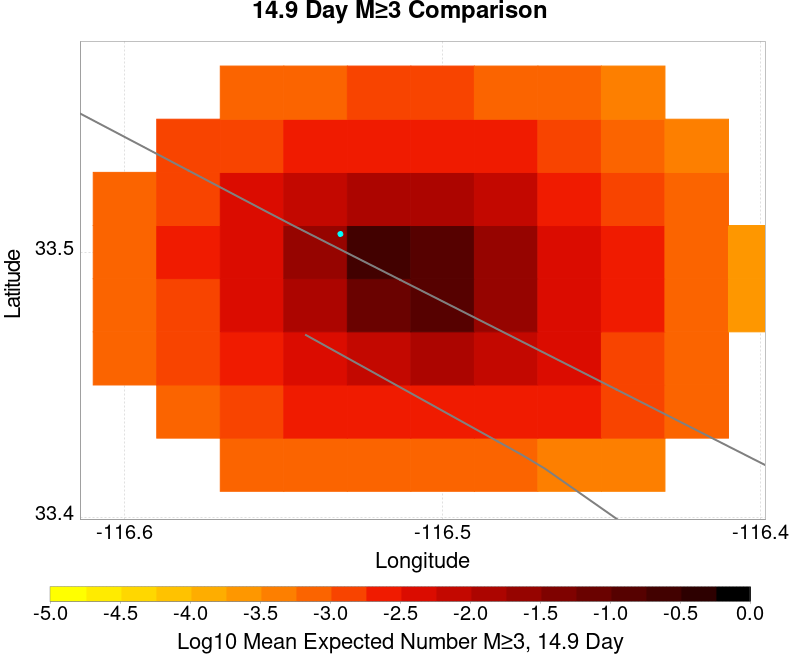 14.9 Day M≥3 Comparison
Latitude
33.5
33.4
-116.6 -116.5 -116.4
Longitude
-5.0 -4.5 -4.0 -3.5 -3.0 -2.5 -2.0 -1.5 -1.0 -0.5 0.0
Log10 Mean Expected Number M≥3, 14.9 Day